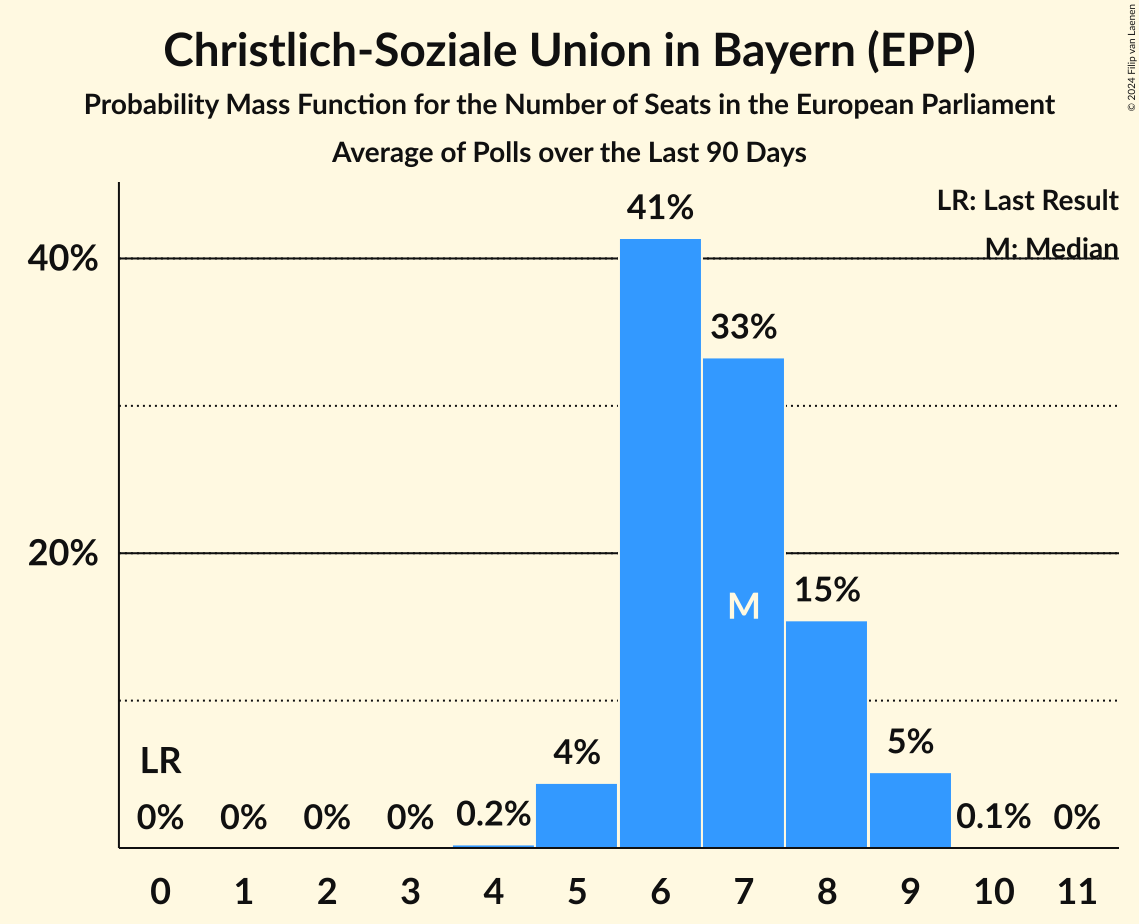 Christlich-Soziale Union in Bayern (EPP)
Probability Mass Function for the Number of Seats in the European Parliament
Average of Polls over the Last 90 Days
© 2024 Filip van Laenen
LR: Last Result
M: Median
40%
20%
41%
33%
M
15%
LR
4%
5%
0% 0% 0% 0% 0.2% 0.1% 0%
0 1 2 3 4 5 6 7 8 9 10 11